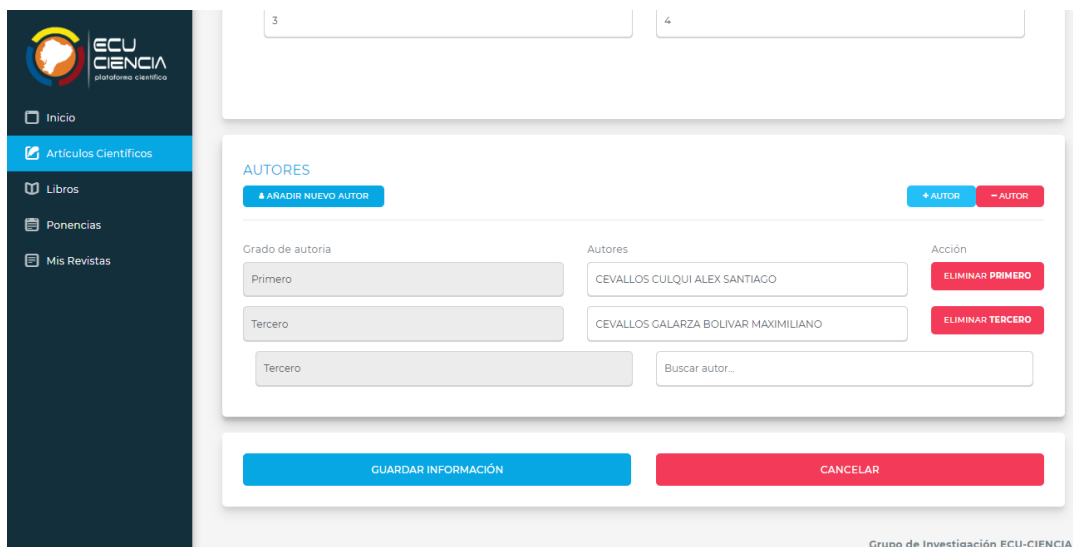 3
4
ECU
CIENCIA
plataforma científica
Inicio
Artículos Científicos
Libros
Ponencias
Mis Revistas
AUTORES
AÑADIR NUEVO AUTOR
+ AUTOR
− AUTOR
Grado de autoria
Autores
Acción
Primero
CEVALLOS CULQUI ALEX SANTIAGO
ELIMINAR PRIMERO
Tercero
CEVALLOS GALARZA BOLIVAR MAXIMILIANO
ELIMINAR TERCERO
Tercero
Buscar autor...
GUARDAR INFORMACIÓN
CANCELAR
Grupo de Investigación ECU-CIENCIA